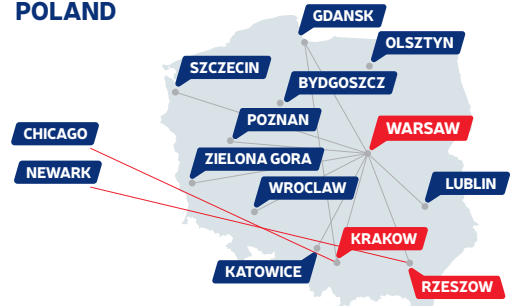 POLAND
GDANSK
OLSZTYN
SZCZECIN
BYDGOSZCZ
POZNAN
WARSAW
CHICAGO
ZIELONA GORA
NEWARK
WROCLAW
LUBLIN
KRAKOW
KATOWICE
RZESZOW